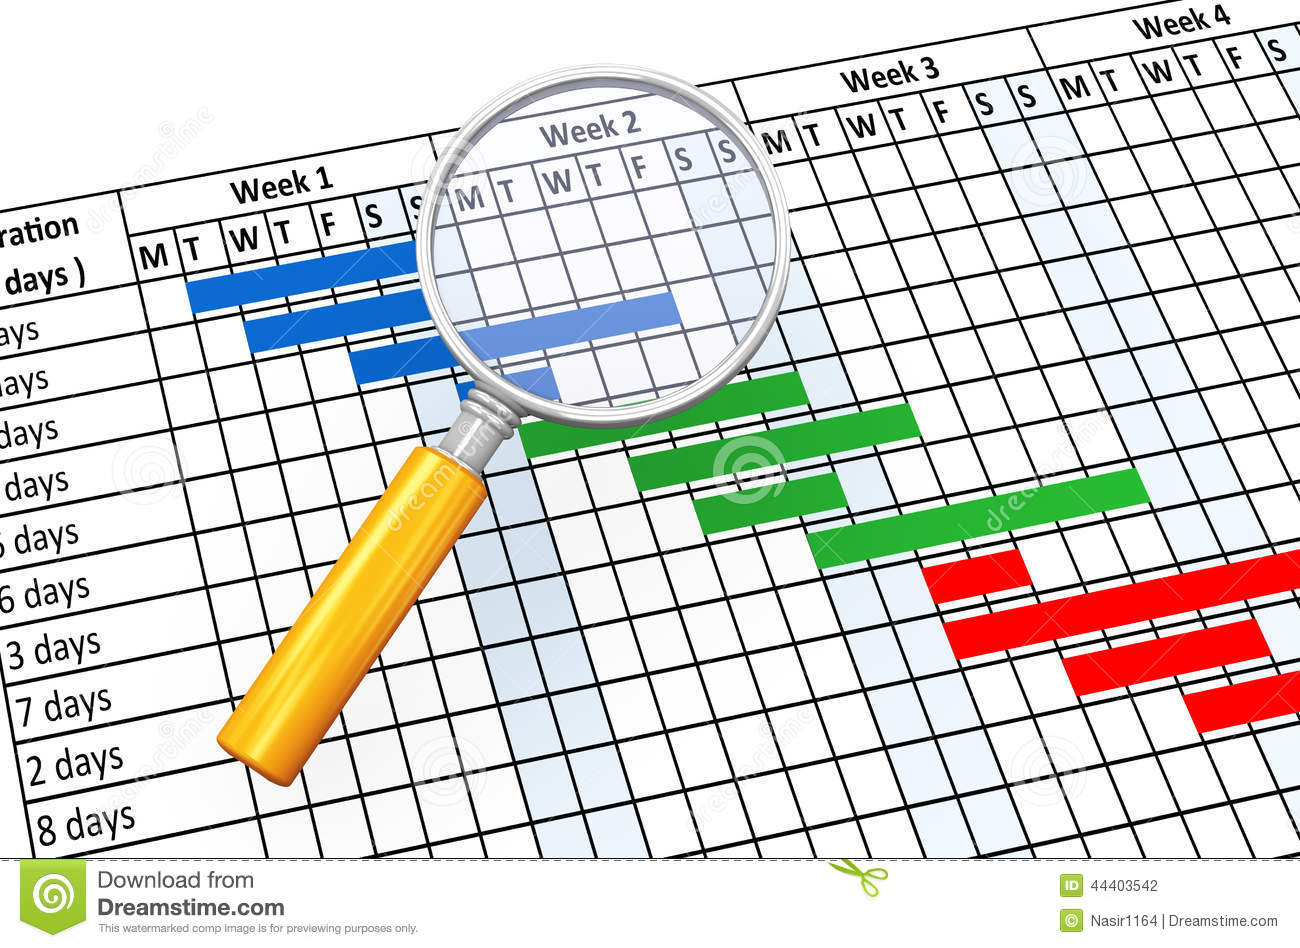 Week 4
Week 3
M T W T F S
Week 2
M T W T F S S
Week 1
M T W T F S S
M T W T F S S
ration
days )
ays
days
days
days
6 days
3 days
7 days
2 days
8 days
dreamstime
Download from
Dreamstime.com
This watermarked comp image is for previewing purposes only.
ID 44403542
© Nasir1164 | Dreamstime.com